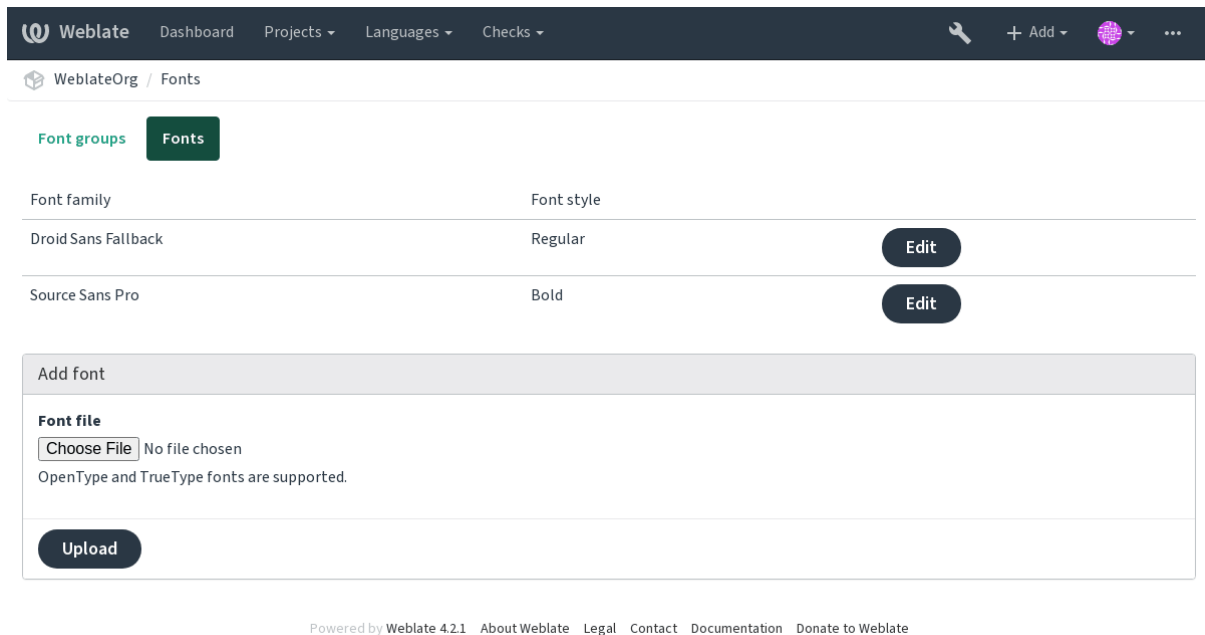 Weblate Dashboard Projects Languages Checks Add
WeblateOrg / Fonts
Font groups Fonts
Font family Font style
Droid Sans Fallback Regular Edit
Source Sans Pro Bold Edit
Add font
Font file
Choose File No file chosen
OpenType and TrueType fonts are supported.
Upload
Powered by Weblate 4.2.1 About Weblate Legal Contact Documentation Donate to Weblate